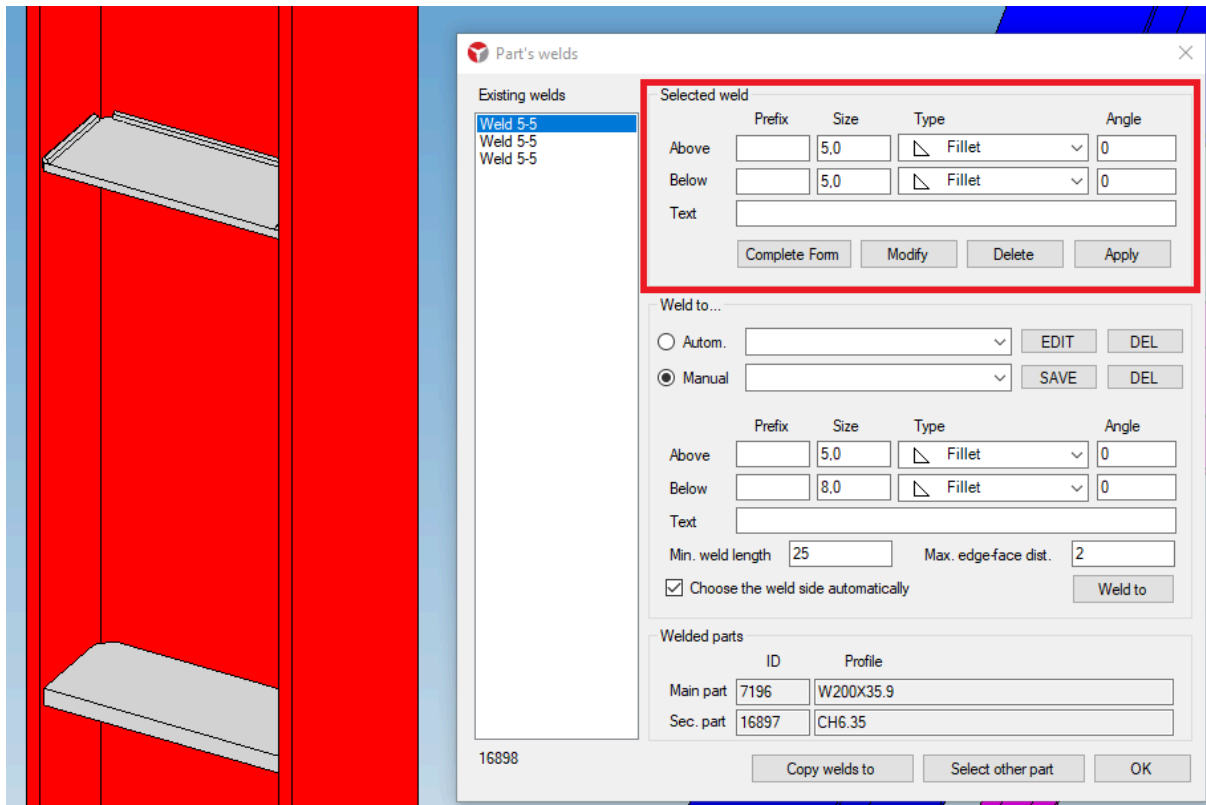 Part's welds
Existing welds
Weld 5-5
Weld 5-5
Weld 5-5
16898
Selected weld
Prefix Size Type Angle
Above 5,0 Fillet 0
Below 5,0 Fillet 0
Text
Complete Form Modify Delete Apply
Weld to...
Autom. EDIT DEL
Manual SAVE DEL
Prefix Size Type Angle
Above 5,0 Fillet 0
Below 8,0 Fillet 0
Text
Min. weld length 25 Max. edge-face dist. 2
Choose the weld side automatically Weld to
Welded parts
ID Profile
Main part 7196 W200X35.9
Sec. part 16897 CH6.35
Copy welds to Select other part OK